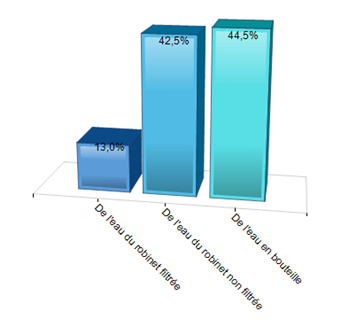 13,0%
42,5%
44,5%
De l'eau du robinet filtrée
De l'eau du robinet non filtrée
De l'eau en bouteille